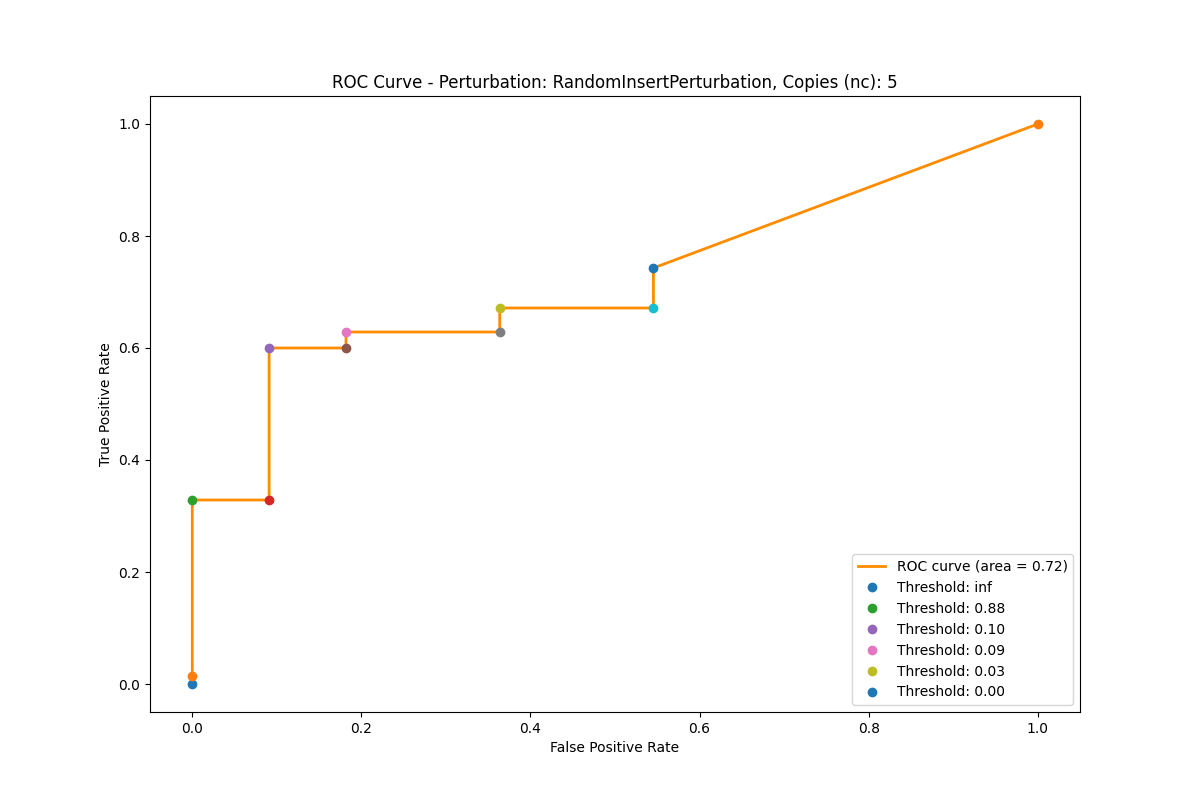 ROC Curve - Perturbation: RandomInsertPerturbation, Copies (nc): 5
True Positive Rate
1.0
0.8
0.6
0.4
0.2
0.0
ROC curve (area = 0.72)
Threshold: inf
Threshold: 0.88
Threshold: 0.10
Threshold: 0.09
Threshold: 0.03
Threshold: 0.00
0.0 0.2 0.4 0.6 0.8 1.0
False Positive Rate